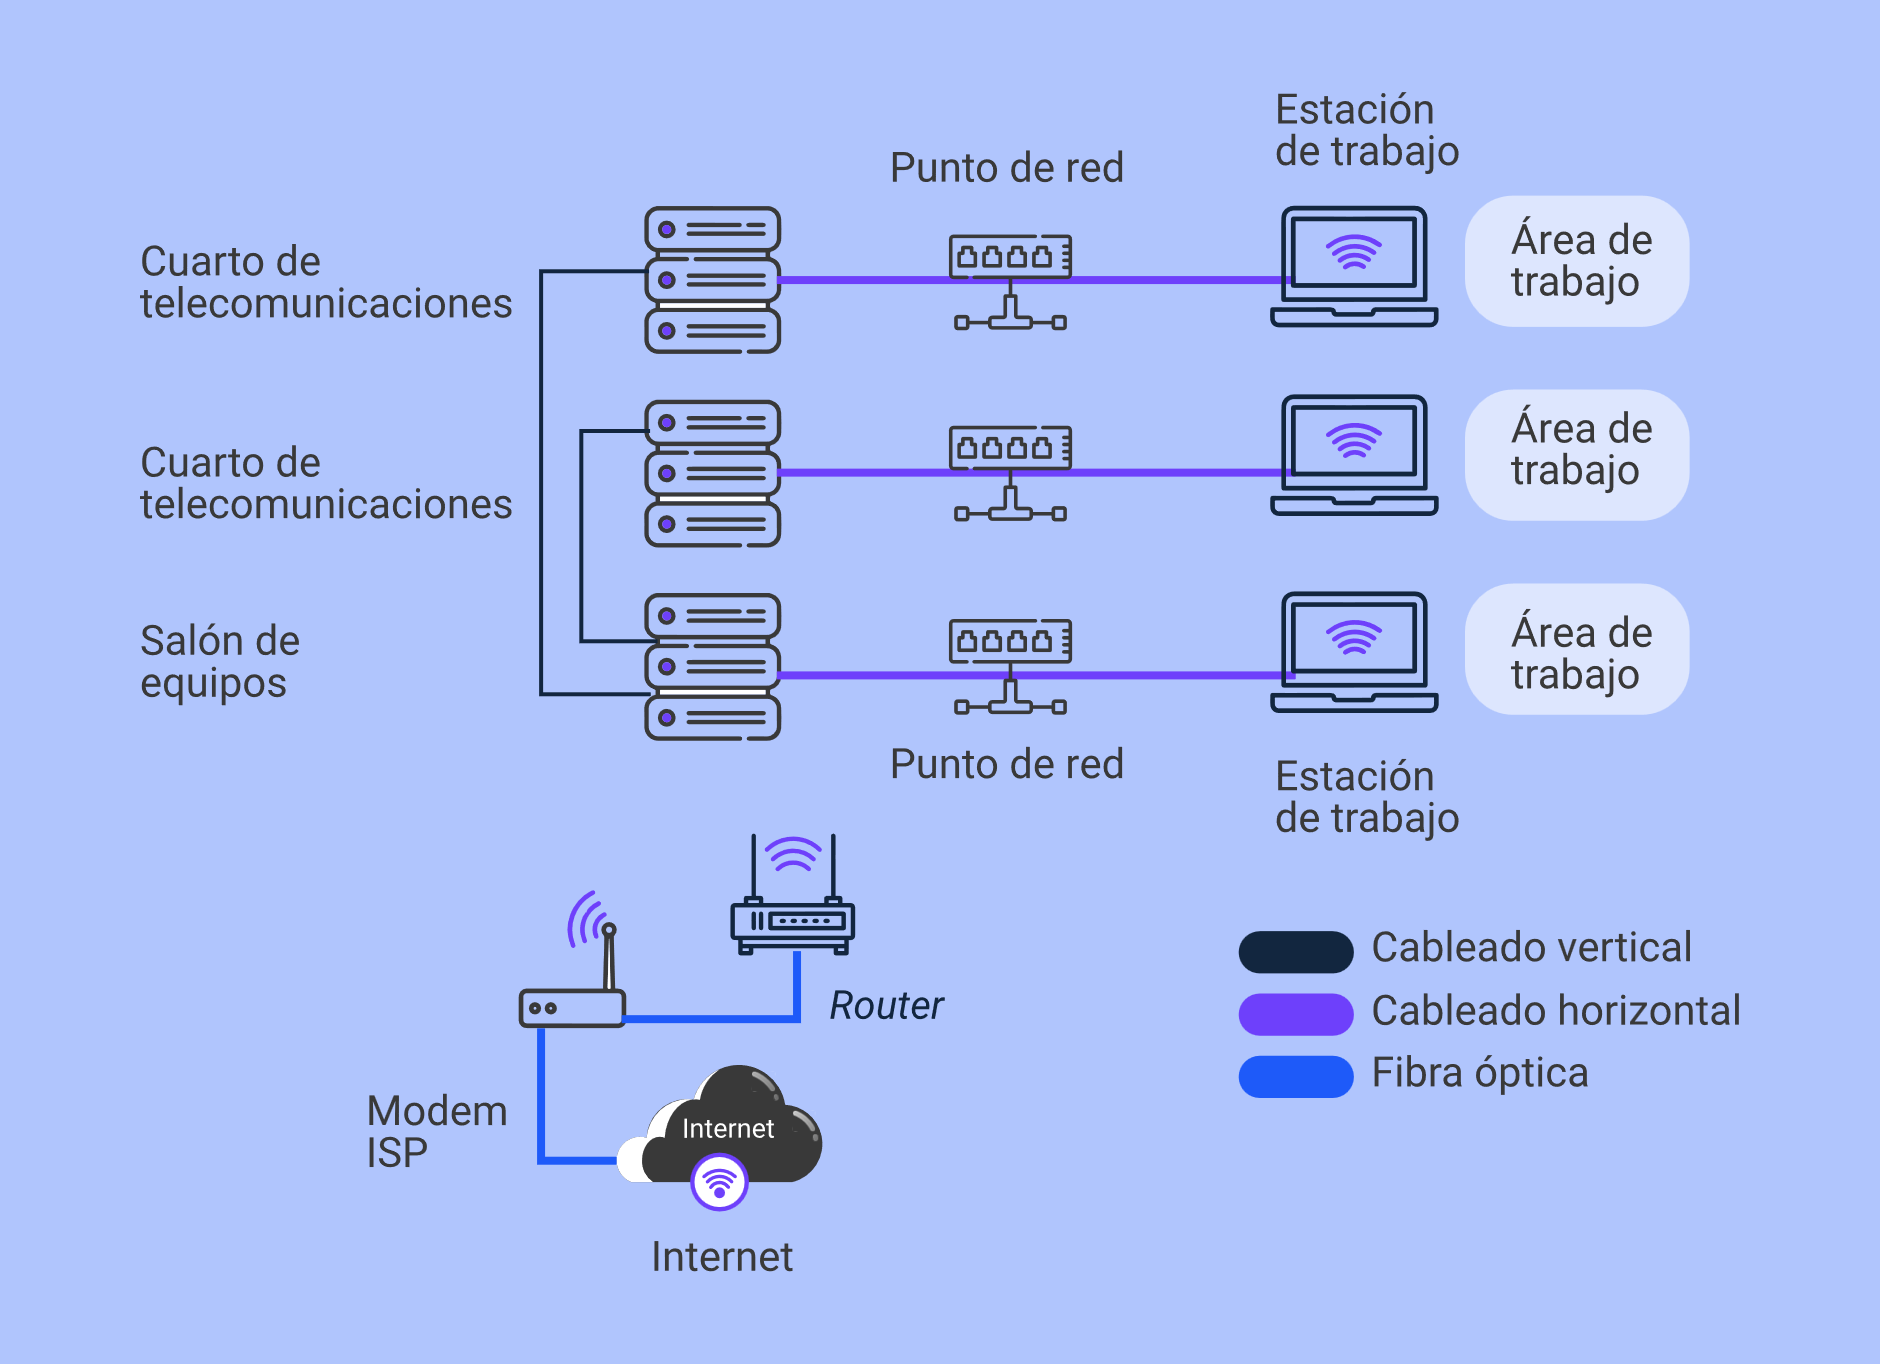 Estación
de trabajo
Punto de red
Cuarto de
telecomunicaciones
Área de
trabajo
Cuarto de
telecomunicaciones
Área de
trabajo
Salón de
equipos
Área de
trabajo
Punto de red
Estación
de trabajo
Router
Modem
ISP
Internet
Internet
Cableado vertical
Cableado horizontal
Fibra óptica